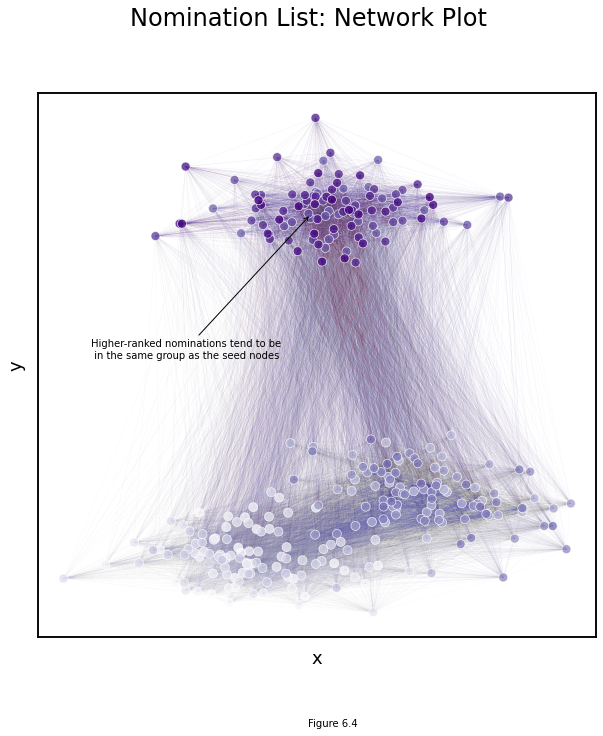 Nomination List: Network Plot
Higher-ranked nominations tend to be
in the same group as the seed nodes
y
x
Figure 6.4